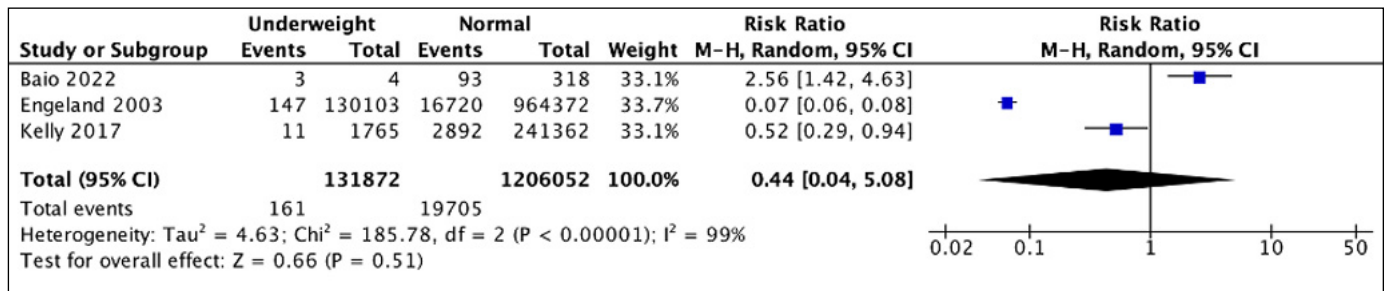 Underweight Normal Risk Ratio Risk Ratio
Study or Subgroup Events Total Events Total Weight M-H, Random, 95% CI M-H, Random, 95% CI
Baio 2022 3 4 93 318 33.1% 2.56 [1.42, 4.63]
Engeland 2003 147 130103 16720 964372 33.7% 0.07 [0.06, 0.08]
Kelly 2017 11 1765 2892 241362 33.1% 0.52 [0.29, 0.94]
Total (95% CI) 131872 1206052 100.0% 0.44 [0.04, 5.08]
Total events 161 19705
Heterogeneity: Tau² = 4.63; Chi² = 185.78, df = 2 (P < 0.00001); I² = 99%
Test for overall effect: Z = 0.66 (P = 0.51)
0.02 0.1 1 10 50